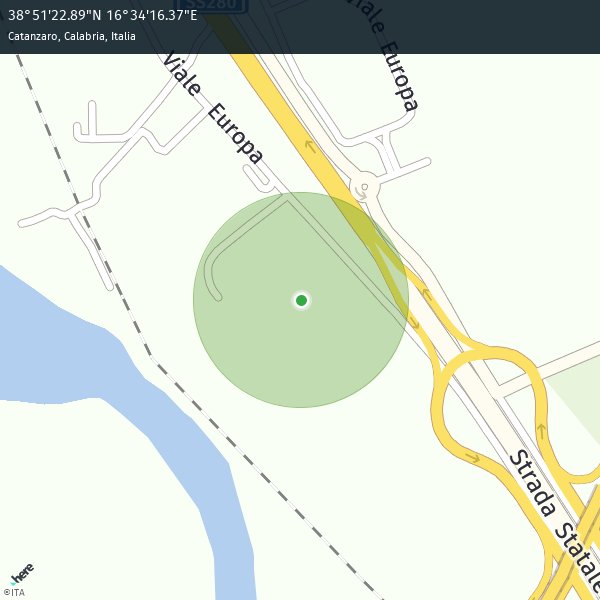 38°51'22.89"N 16°34'16.37"E
Catanzaro, Calabria, Italia
SS280
Viale Europa
Viale Europa
Strada Statale
here
©ITA